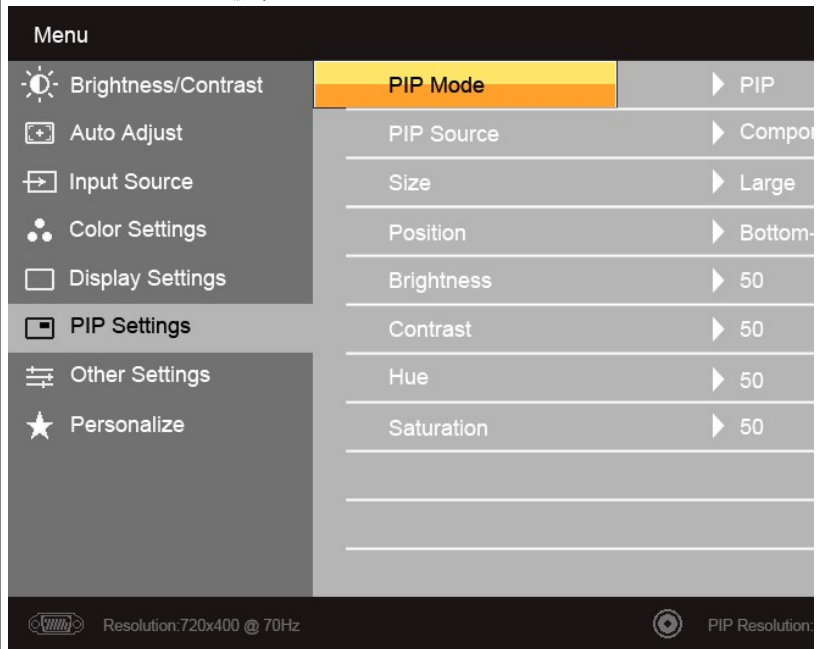 Menu
Brightness/Contrast
Auto Adjust
Input Source
Color Settings
Display Settings
PIP Settings
Other Settings
Personalize
PIP Mode PIP
PIP Source
Size Large
Position Bottom-
Brightness 50
Contrast 50
Hue 50
Saturation 50
Resolution:720x400 @ 70Hz
PIP Resolution: